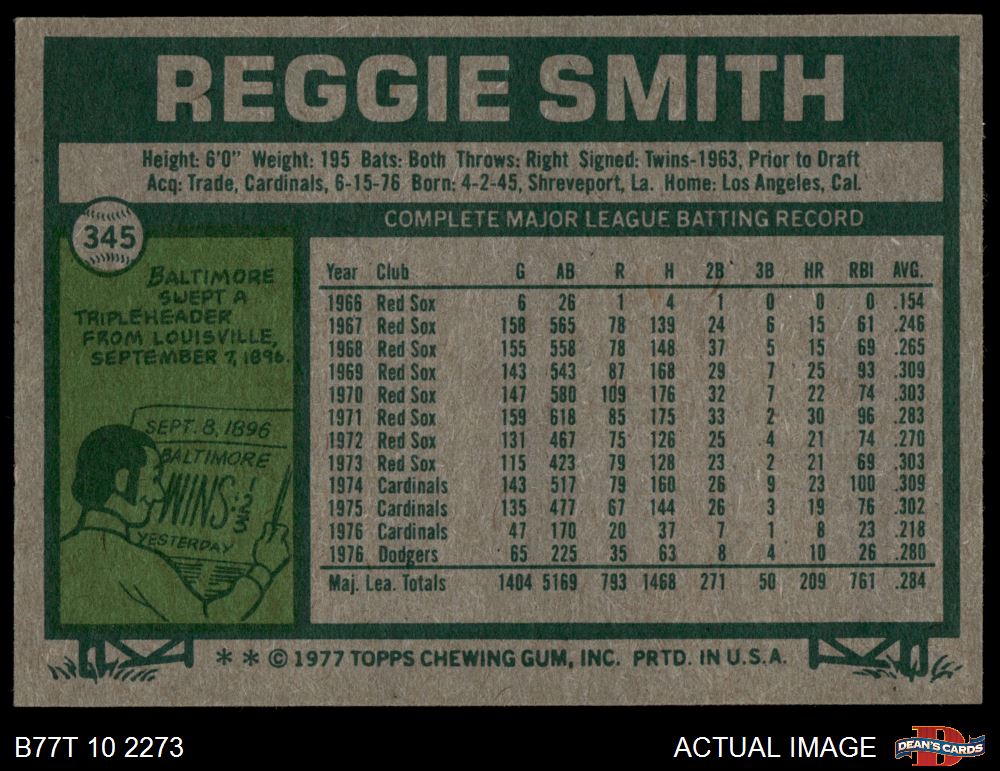 REGGIE SMITH
Height: 6'0" Weight: 195 Bats: Both Throws: Right Signed: Twins-1963, Prior to Draft
Acq: Trade, Cardinals, 6-15-76 Born: 4-2-45, Shreveport, La. Home: Los Angeles, Cal.
345
BALTIMORE
SWEPT A
TRIPLEHEADER
FROM LOUISVILLE,
SEPTEMBER 7, 1896.
SEPT. 8, 1896
BALTIMORE
WINS: 1 2 3
YESTERDAY
COMPLETE MAJOR LEAGUE BATTING RECORD
Year Club G AB R H 2B 3B HR RBI AVG.
1966 Red Sox 6 26 1 4 1 0 0 0 .154
1967 Red Sox 158 565 78 139 24 6 15 61 .246
1968 Red Sox 155 558 78 148 37 5 15 69 .265
1969 Red Sox 143 543 87 168 29 7 25 93 .309
1970 Red Sox 147 580 109 176 32 7 22 74 .303
1971 Red Sox 159 618 85 175 33 2 30 96 .283
1972 Red Sox 131 467 75 126 25 4 21 74 .270
1973 Red Sox 115 423 79 128 23 2 21 69 .303
1974 Cardinals 143 517 79 160 26 9 23 100 .309
1975 Cardinals 135 477 67 144 26 3 19 76 .302
1976 Cardinals 47 170 20 37 7 1 8 23 .218
1976 Dodgers 65 225 35 63 8 4 10 26 .280
Maj. Lea. Totals 1404 5169 793 1468 271 50 209 761 .284
* * © 1977 TOPPS CHEWING GUM, INC. PRTD. IN U.S.A.
B77T 10 2273
ACTUAL IMAGE
D
DEAN'S CARDS